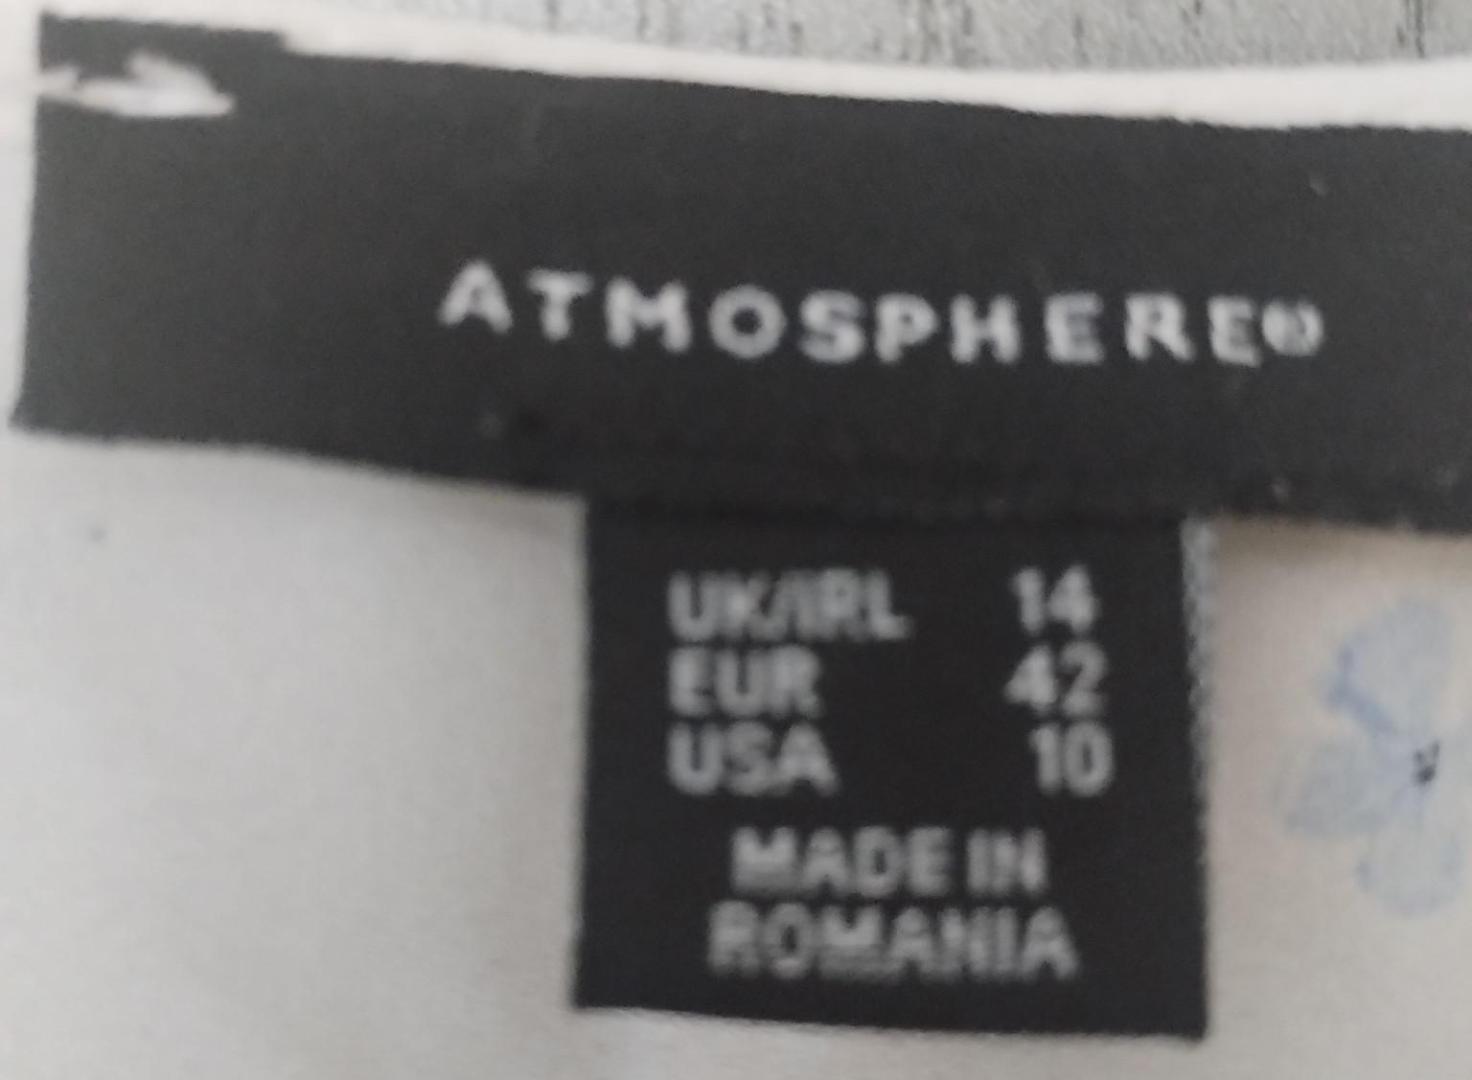 ATMOSPHERE®
UK/IRL 14
EUR 42
USA 10
MADE IN
ROMANIA